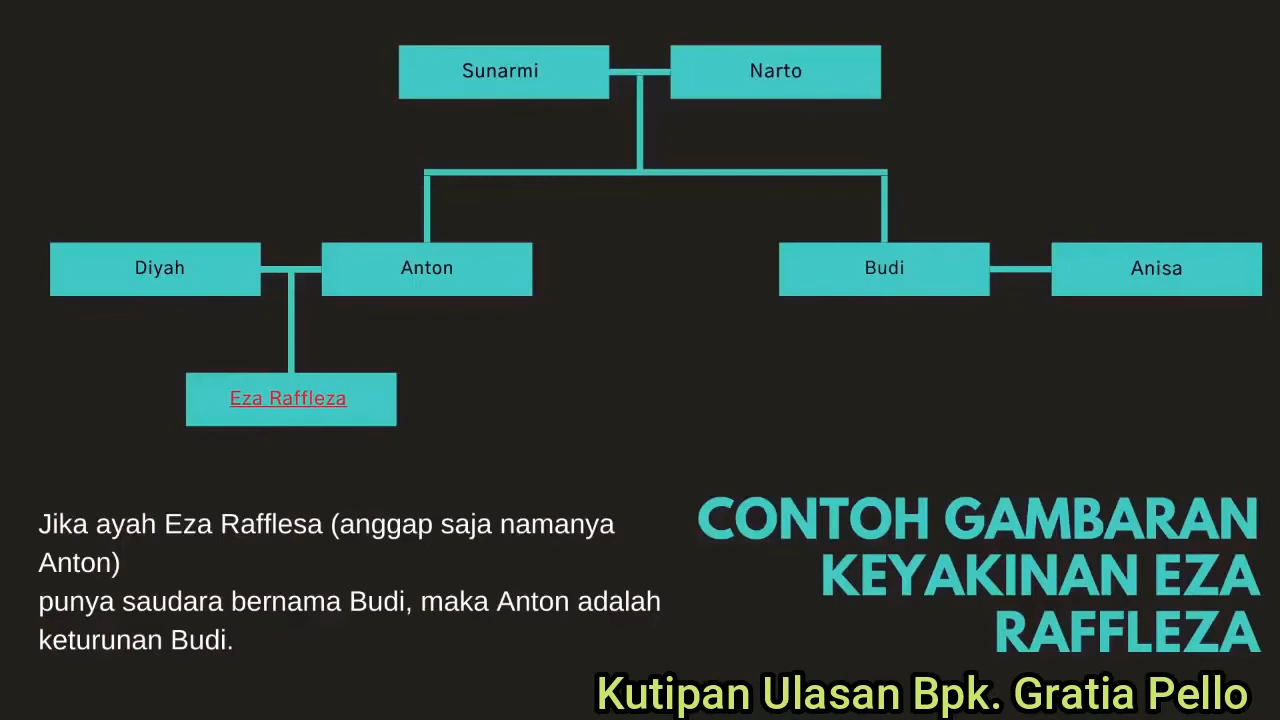 Sunarmi
Narto
Diyah
Anton
Budi
Anisa
Eza Raffleza
Jika ayah Eza Rafflesa (anggap saja namanya
Anton)
punya saudara bernama Budi, maka Anton adalah
keturunan Budi.
CONTOH GAMBARAN
KEYAKINAN EZA
RAFFLEZA
Kutipan Ulasan Bpk. Gratia Pello